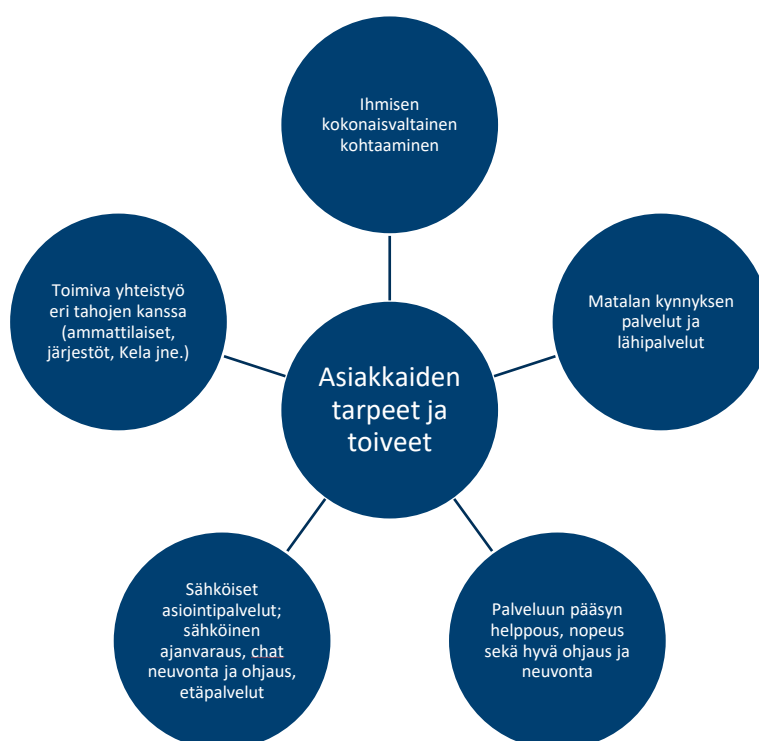 Ihmisen
kokonaisvaltainen
kohtaaminen
Toimiva yhteistyö
eri tahojen kanssa
(ammattilaiset,
järjestöt, Kela jne.)
Matalan kynnyksen
palvelut ja
lähipalvelut
Asiakkaiden
tarpeet ja
toiveet
Sähköiset
asiointipalvelut;
sähköinen
ajanvaraus, chat
neuvonta ja ohjaus,
etäpalvelut
Palveluun pääsyn
helppous, nopeus
sekä hyvä ohjaus ja
neuvonta